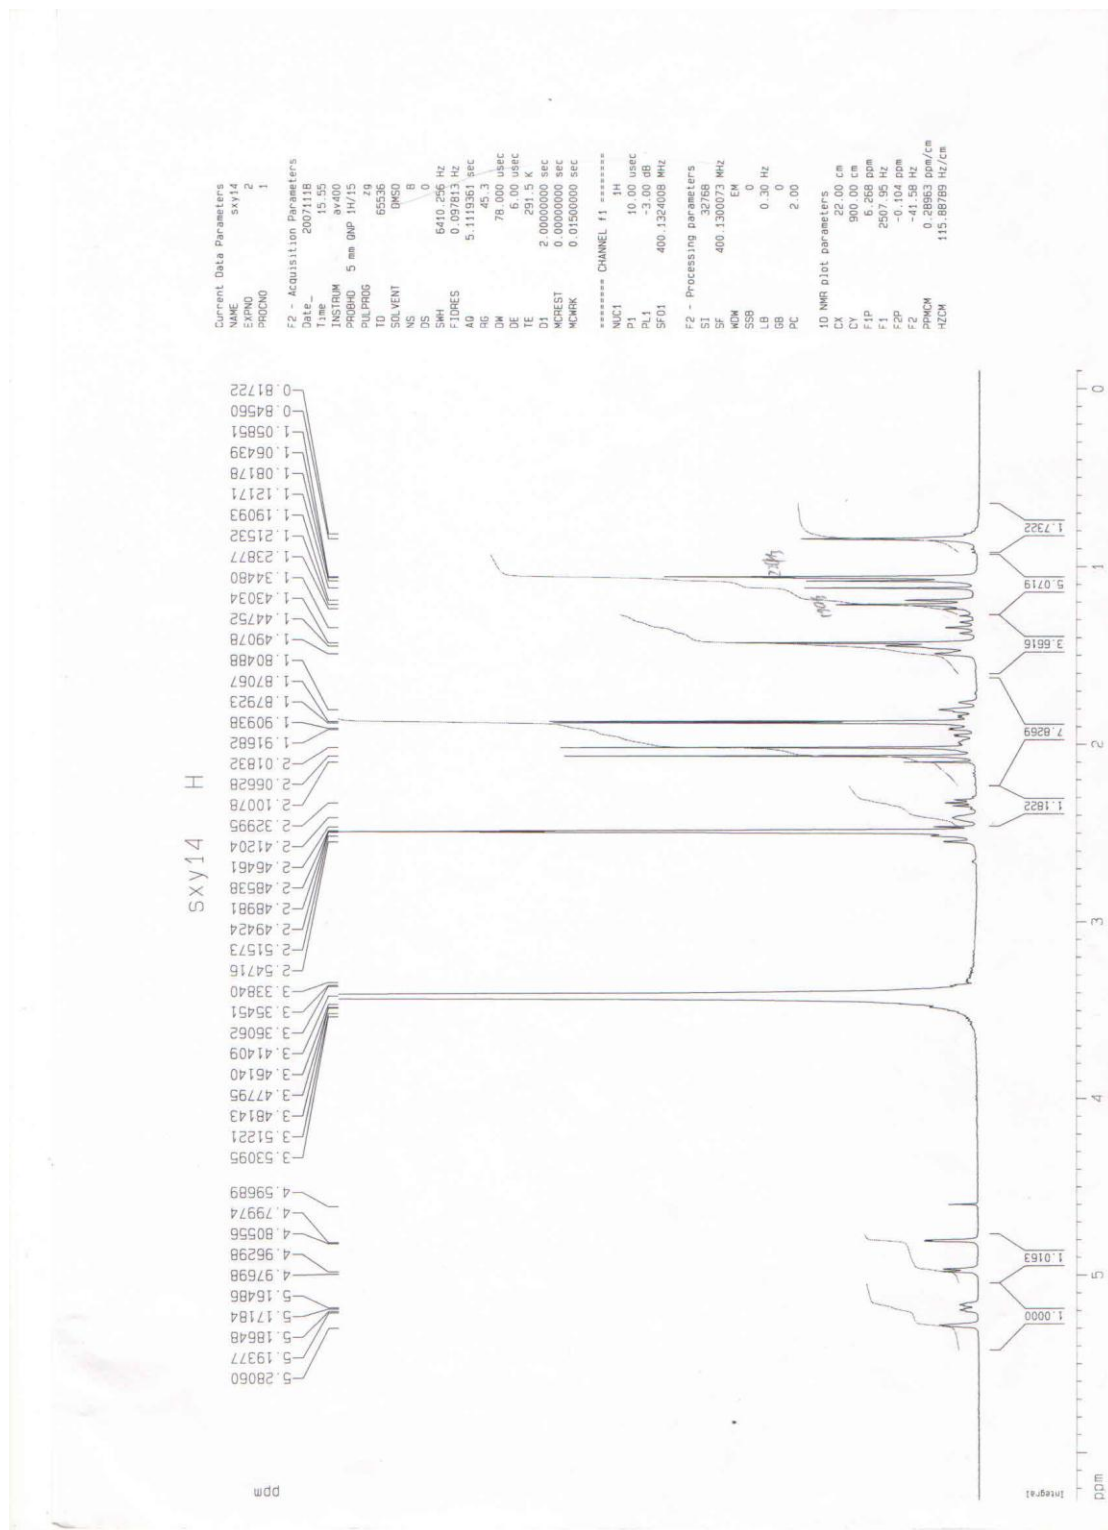 sxy14 H
ppm
5.28060
5.19377
5.18648
5.17184
5.16486
4.97698
4.96298
4.80556
4.79974
4.59689
3.53095
3.51221
3.48143
3.47795
3.46140
3.41409
3.36062
3.35451
3.33840
2.54716
2.51573
2.49424
2.48981
2.48538
2.46461
2.41204
2.32995
2.10078
2.06628
2.01832
1.91682
1.90938
1.87923
1.87067
1.80488
1.49078
1.44752
1.43034
1.34480
1.23877
1.21532
1.19093
1.12171
1.08178
1.06439
1.05851
0.84560
0.81722
Current Data Parameters
NAME sxy14
EXPNO 2
PROCNO 1
F2 - Acquisition Parameters
Date_ 20071118
Time 15.55
INSTRUM av400
PROBHD 5 mm QNP 1H/15
PULPROG zg
TD 65536
SOLVENT DMSO
NS 8
DS 0
SWH 6410.256 Hz
FIDRES 0.097813 Hz
AQ 5.1119361 sec
RG 45.3
DW 78.000 usec
DE 6.00 usec
TE 291.5 K
D1 2.00000000 sec
MCREST 0.00000000 sec
MCWRK 0.01500000 sec
======== CHANNEL f1 ========
NUC1 1H
P1 10.00 usec
PL1 -3.00 dB
SFO1 400.1324008 MHz
F2 - Processing parameters
SI 32768
SF 400.1300073 MHz
WDW EM
SSB 0
LB 0.30 Hz
GB 0
PC 2.00
1D NMR plot parameters
CX 22.00 cm
CY 900.00 cm
F1P 6.268 ppm
F1 2507.95 Hz
F2P -0.104 ppm
F2 -41.58 Hz
PPMCM 0.28963 ppm/cm
HZCM 115.88789 Hz/cm
Integral
1.0000
1.0163
1.1822
7.8269
3.6616
5.0719
1.7322
ppm 5 4 3 2 1 0